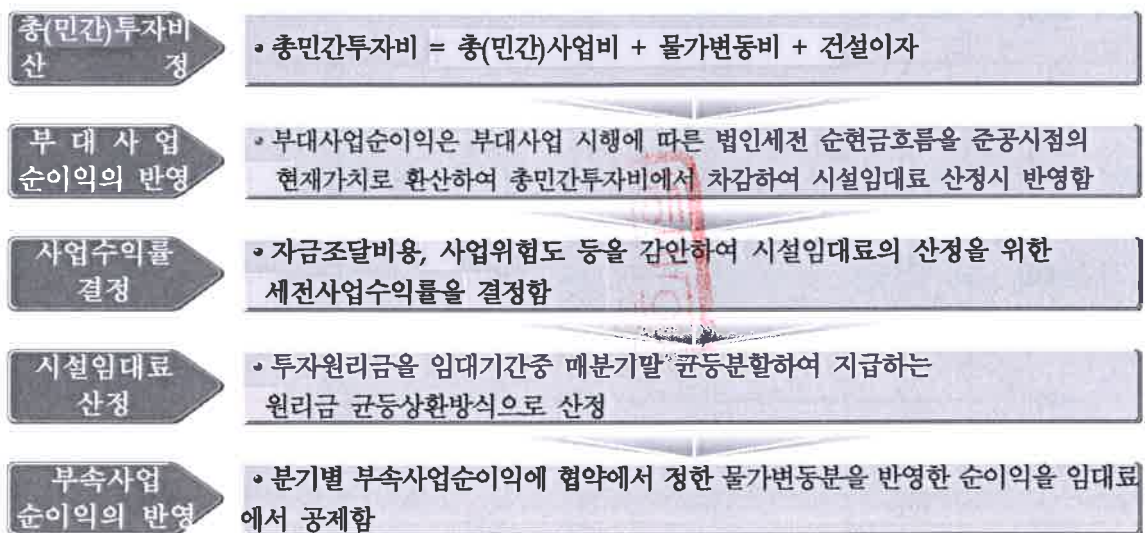 총(민간)투자비
산 정
• 총민간투자비 = 총(민간)사업비 + 물가변동비 + 건설이자
부 대 사 업
순이익의 반영
• 부대사업순이익은 부대사업 시행에 따른 법인세전 순현금흐름을 준공시점의
현재가치로 환산하여 총민간투자비에서 차감하여 시설임대료 산정시 반영함
사업수익률
결정
• 자금조달비용, 사업위험도 등을 감안하여 시설임대료의 산정을 위한
세전사업수익률을 결정함
시설임대료
산정
• 투자원리금을 임대기간중 매분기말 균등분할하여 지급하는
원리금 균등상환방식으로 산정
부속사업
순이익의 반영
• 분기별 부속사업순이익에 협약에서 정한 물가변동분을 반영한 순이익을 임대료
에서 공제함